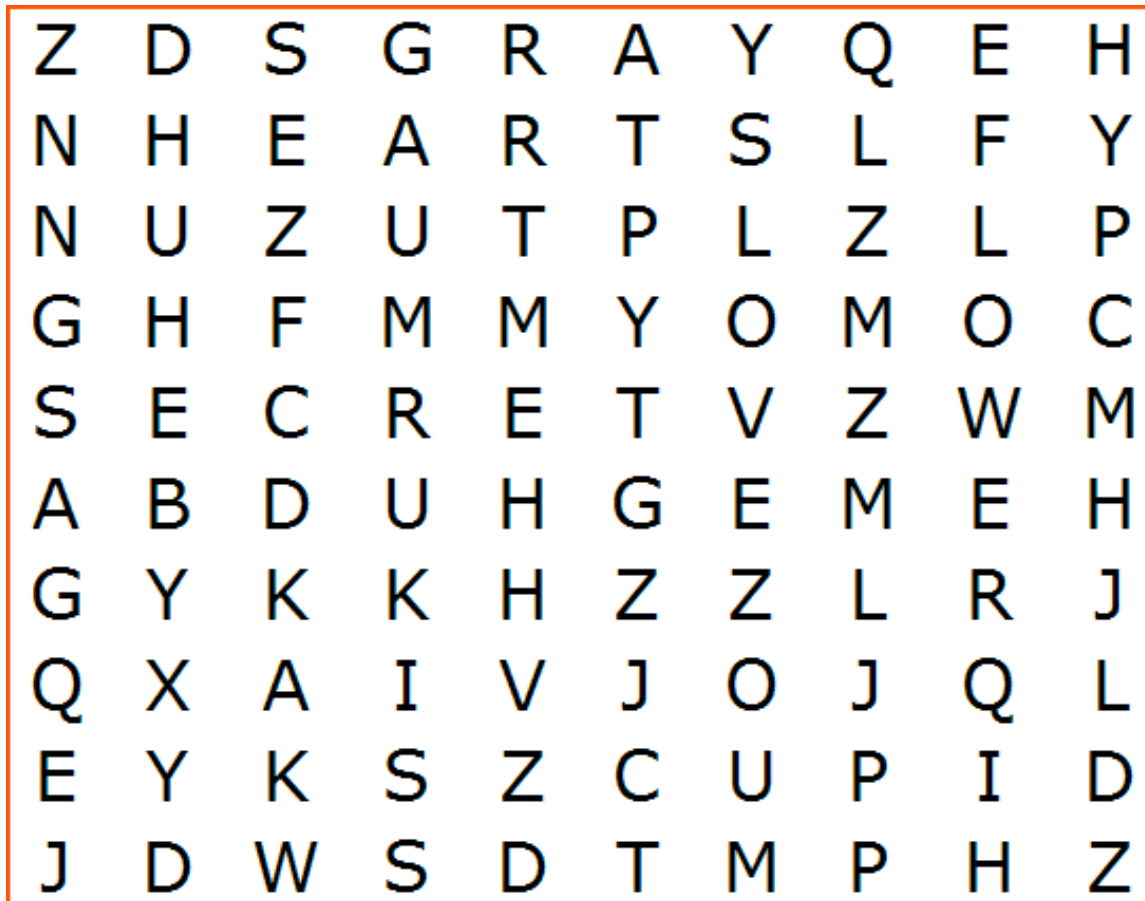 Z D S G R A Y Q E H
N H E A R T S L F Y
N U Z U T P L Z L P
G H F M M Y O M O C
S E C R E T V Z W M
A B D U H G E M E H
G Y K K H Z Z L R J
Q X A I V J O J Q L
E Y K S Z C U P I D
J D W S D T M P H Z